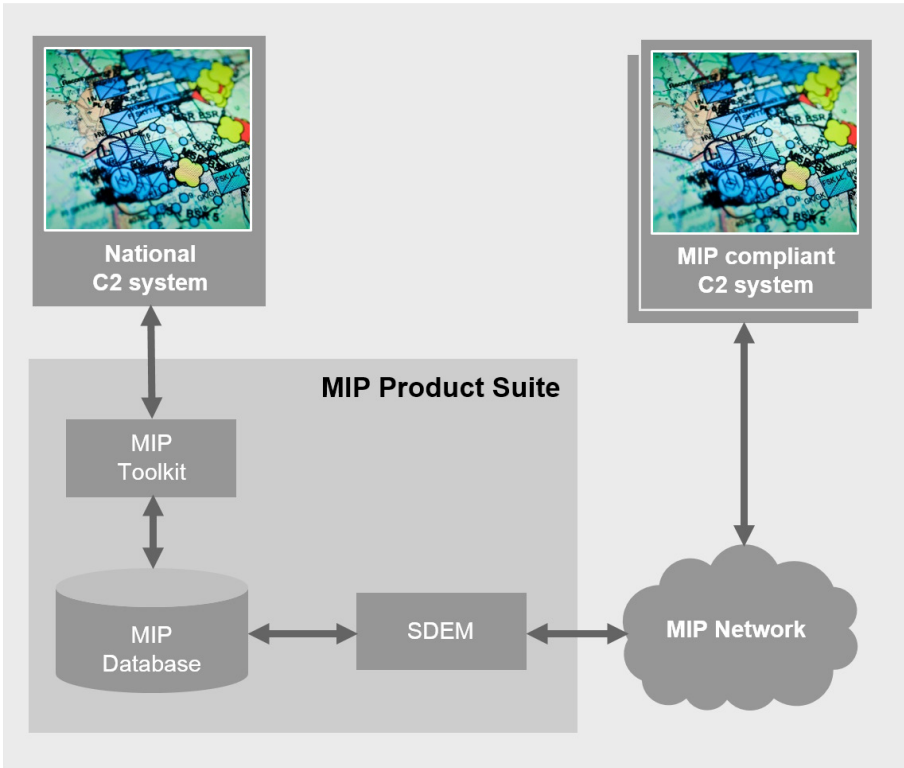 National
C2 system
MIP compliant
C2 system
MIP Product Suite
MIP
Toolkit
MIP
Database
SDEM
MIP Network